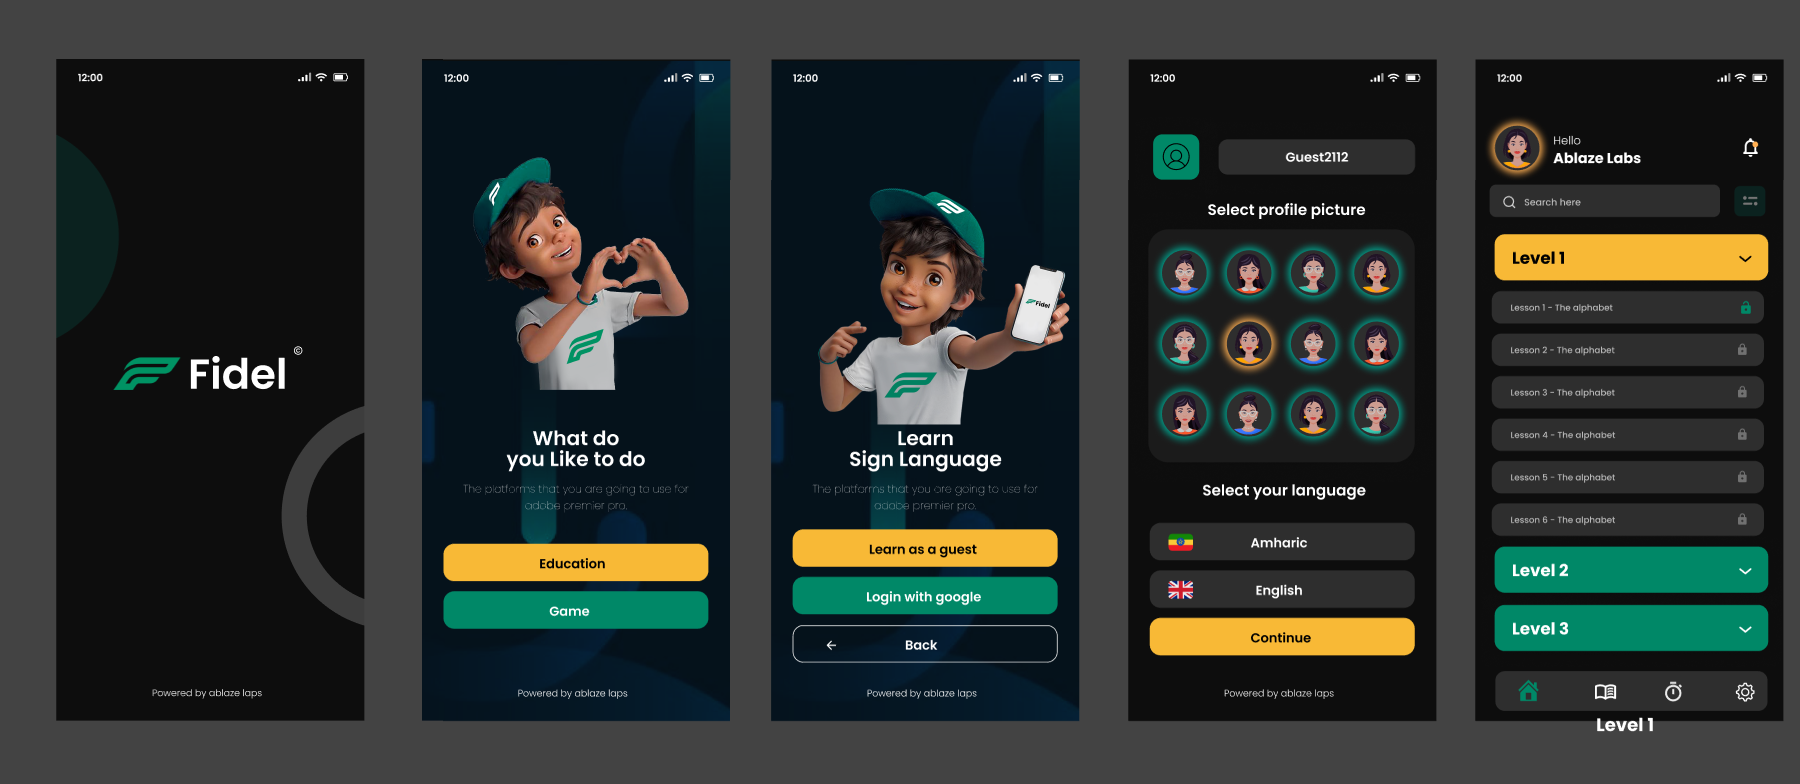 12:00
Fidel
©
Powered by ablaze laps
12:00
What do
you Like to do
The platforms that you are going to use for
adobe premier pro.
Education
Game
Powered by ablaze laps
12:00
Fidel
Learn
Sign Language
The platforms that you are going to use for
adobe premier pro.
Learn as a guest
Login with google
Back
Powered by ablaze laps
12:00
Guest2112
Select profile picture
Select your language
Amharic
English
Continue
Powered by ablaze laps
12:00
Hello
Ablaze Labs
Search here
Level 1
Lesson 1 - The alphabet
Lesson 2 - The alphabet
Lesson 3 - The alphabet
Lesson 4 - The alphabet
Lesson 5 - The alphabet
Lesson 6 - The alphabet
Level 2
Level 3
Level 1